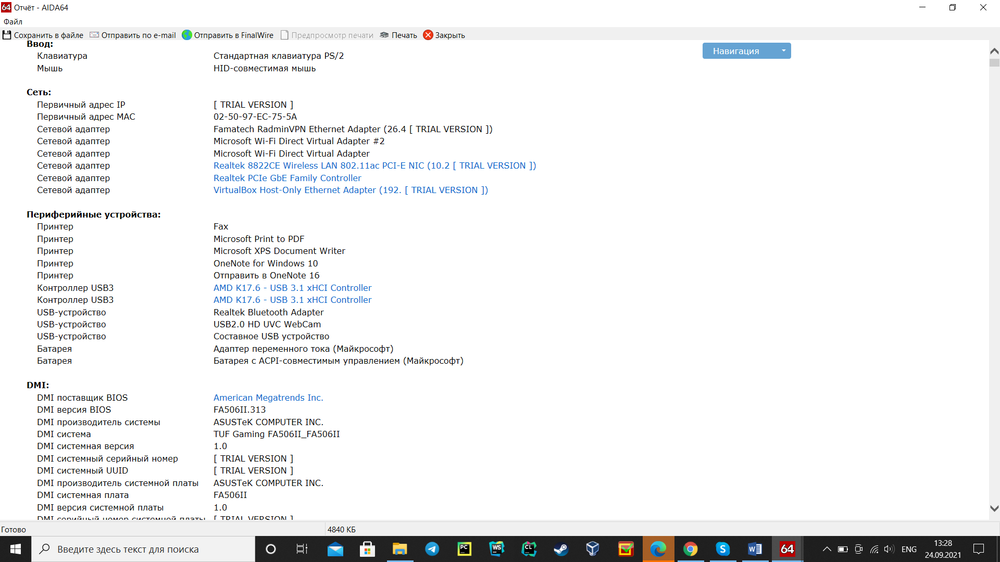 64 Отчёт - AIDA64
Файл
Сохранить в файле Отправить по e-mail Отправить в FinalWire Предпросмотр печати Печать Закрыть
Навигация
Ввод:
Клавиатура Стандартная клавиатура PS/2
Мышь HID-совместимая мышь
Сеть:
Первичный адрес IP [ TRIAL VERSION ]
Первичный адрес MAC 02-50-97-EC-75-5A
Сетевой адаптер Famatech RadminVPN Ethernet Adapter (26.4 [ TRIAL VERSION ])
Сетевой адаптер Microsoft Wi-Fi Direct Virtual Adapter #2
Сетевой адаптер Microsoft Wi-Fi Direct Virtual Adapter
Сетевой адаптер Realtek 8822CE Wireless LAN 802.11ac PCI-E NIC (10.2 [ TRIAL VERSION ])
Сетевой адаптер Realtek PCIe GbE Family Controller
Сетевой адаптер VirtualBox Host-Only Ethernet Adapter (192. [ TRIAL VERSION ])
Периферийные устройства:
Принтер Fax
Принтер Microsoft Print to PDF
Принтер Microsoft XPS Document Writer
Принтер OneNote for Windows 10
Принтер Отправить в OneNote 16
Контроллер USB3 AMD K17.6 - USB 3.1 xHCI Controller
Контроллер USB3 AMD K17.6 - USB 3.1 xHCI Controller
USB-устройство Realtek Bluetooth Adapter
USB-устройство USB2.0 HD UVC WebCam
USB-устройство Составное USB устройство
Батарея Адаптер переменного тока (Майкрософт)
Батарея Батарея с ACPI-совместимым управлением (Майкрософт)
DMI:
DMI поставщик BIOS American Megatrends Inc.
DMI версия BIOS FA506II.313
DMI производитель системы ASUSTeK COMPUTER INC.
DMI система TUF Gaming FA506II_FA506II
DMI системная версия 1.0
DMI системный серийный номер [ TRIAL VERSION ]
DMI системный UUID [ TRIAL VERSION ]
DMI производитель системной платы ASUSTeK COMPUTER INC.
DMI системная плата FA506II
DMI версия системной платы 1.0
DMI серийный номер системной платы [ TRIAL VERSION ]
Готово 4840 КБ
Введите здесь текст для поиска PC WS CL S W 64 ENG 13:28
24.09.2021